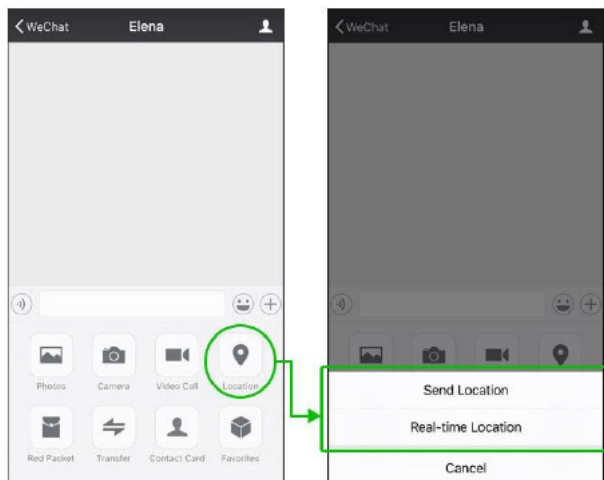 WeChat Elena
Photos Camera Video Call Location
Red Packet Transfer Contact Card Favorites
WeChat Elena
Send Location
Real-time Location
Cancel